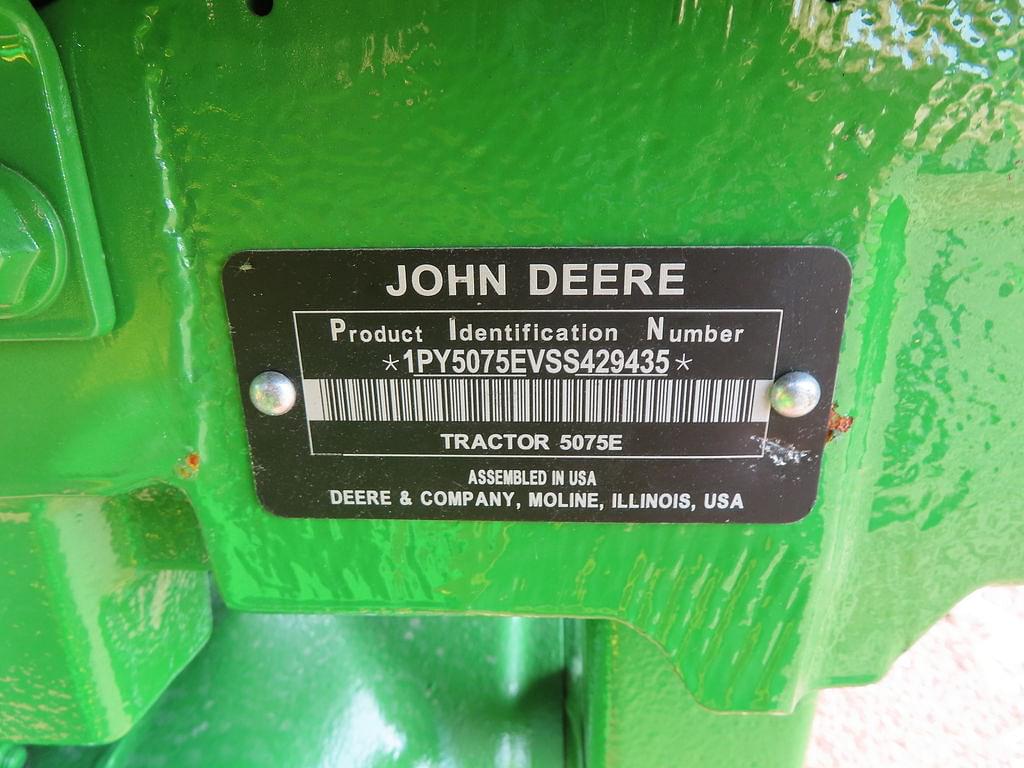 JOHN DEERE
Product Identification Number
*1PY5075EVSS429435*
TRACTOR 5075E
ASSEMBLED IN USA
DEERE & COMPANY, MOLINE, ILLINOIS, USA